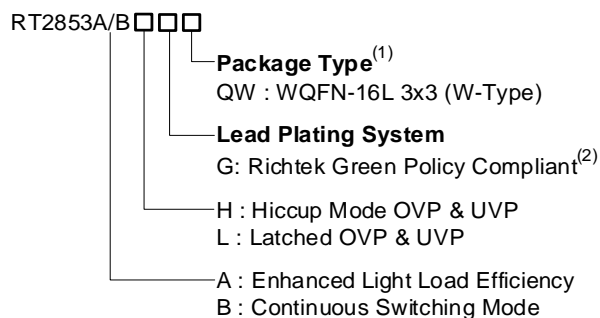 RT2853A/B□□□
Package Type(1)
QW : WQFN-16L 3x3 (W-Type)
Lead Plating System
G: Richtek Green Policy Compliant(2)
H : Hiccup Mode OVP & UVP
L : Latched OVP & UVP
A : Enhanced Light Load Efficiency
B : Continuous Switching Mode